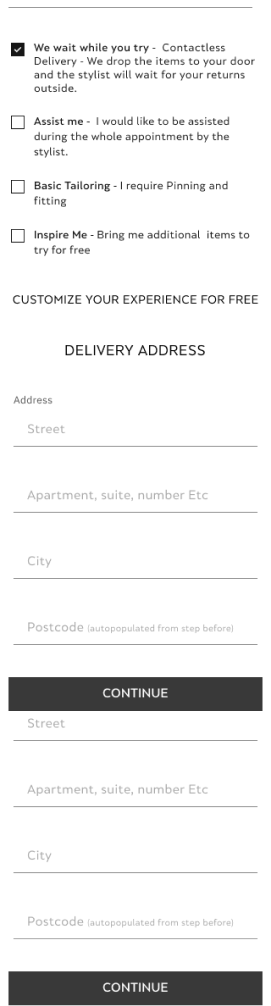 We wait while you try - Contactless
Delivery - We drop the items to your door
and the stylist will wait for your returns
outside.
Assist me - I would like to be assisted
during the whole appointment by the
stylist.
Basic Tailoring - I require Pinning and
fitting
Inspire Me - Bring me additional items to
try for free
CUSTOMIZE YOUR EXPERIENCE FOR FREE
DELIVERY ADDRESS
Address
Street
Apartment, suite, number Etc
City
Postcode (autopopulated from step before)
CONTINUE
Street
Apartment, suite, number Etc
City
Postcode (autopopulated from step before)
CONTINUE